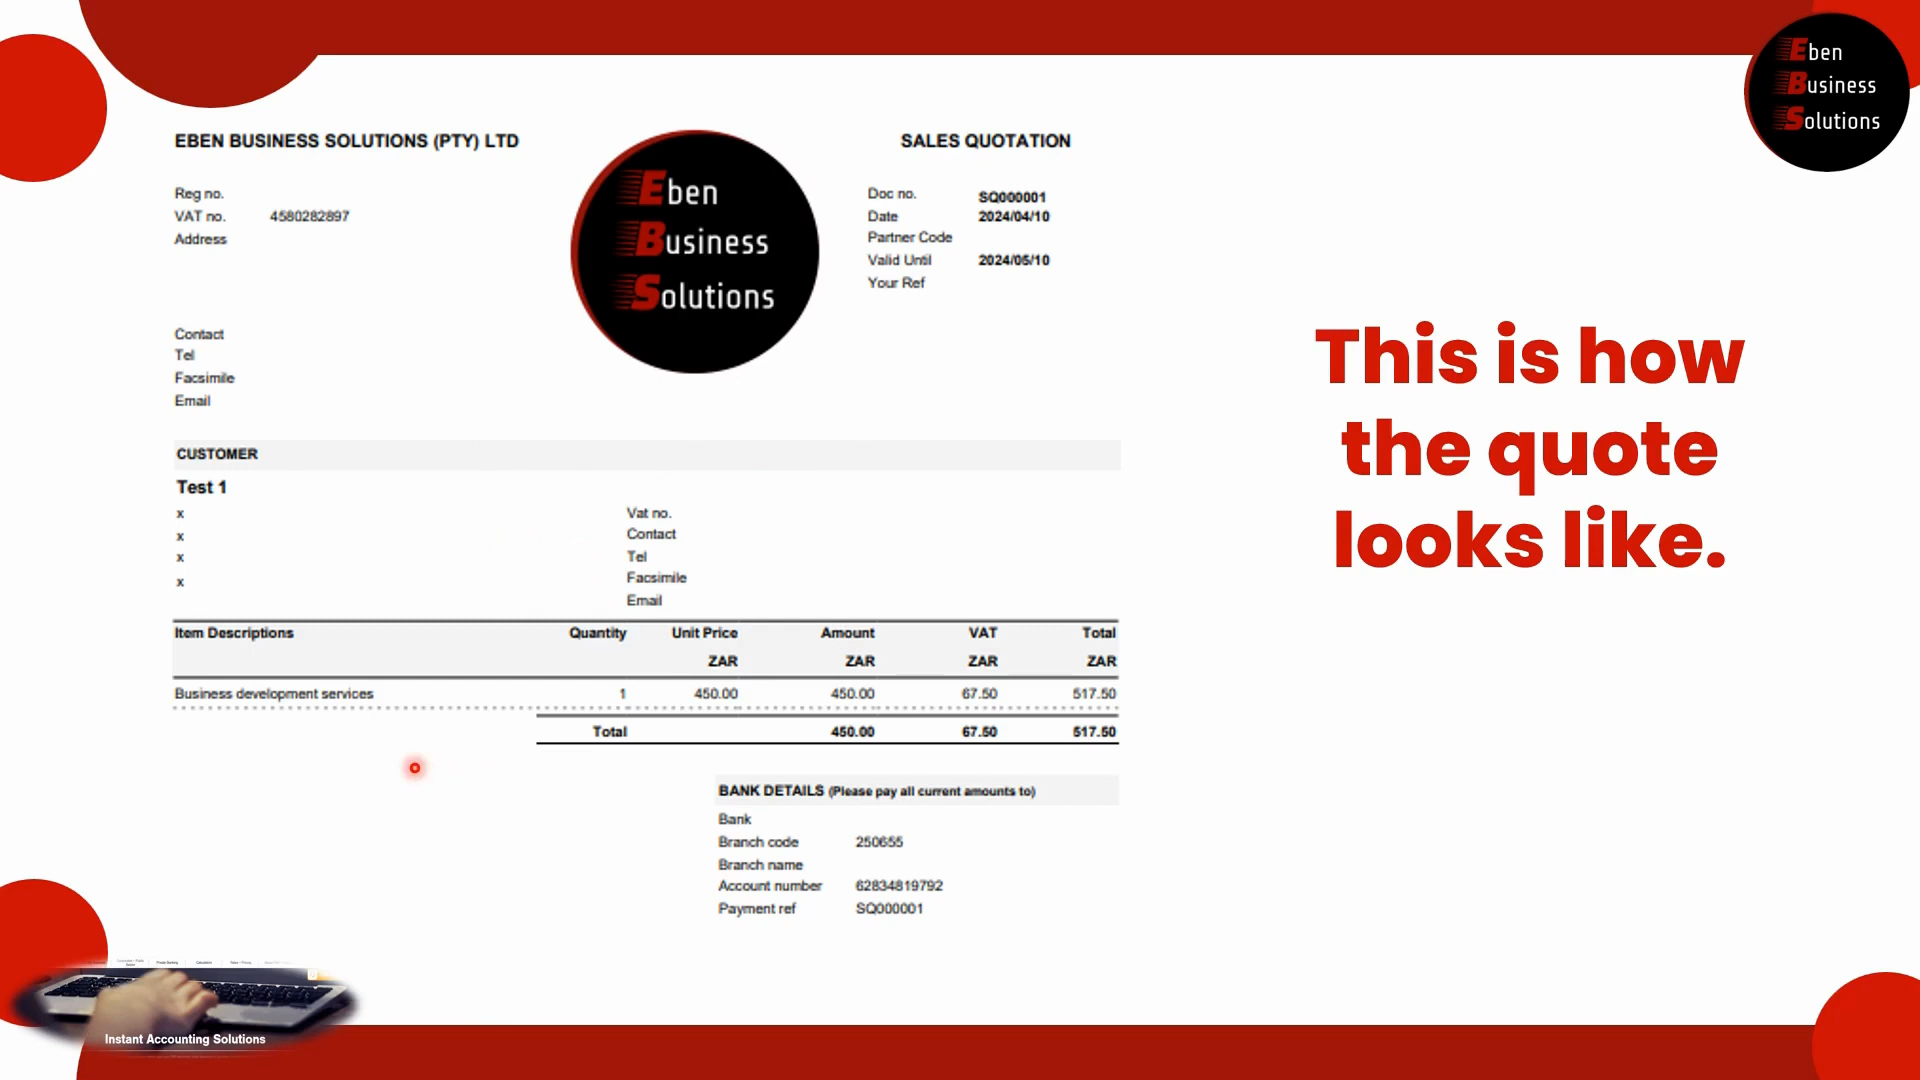 Eben
Business
Solutions
EBEN BUSINESS SOLUTIONS (PTY) LTD
Reg no.
VAT no. 4580282897
Address
Contact
Tel
Facsimile
Email
Eben
Business
Solutions
SALES QUOTATION
Doc no. SQ000001
Date 2024/04/10
Partner Code
Valid Until 2024/05/10
Your Ref
This is how
the quote
looks like.
CUSTOMER
Test 1
x
x
x
x
Vat no.
Contact
Tel
Facsimile
Email
Item Descriptions Quantity Unit Price Amount VAT Total
ZAR ZAR ZAR ZAR
Business development services 1 450.00 450.00 67.50 517.50
Total 450.00 67.50 517.50
BANK DETAILS (Please pay all current amounts to)
Bank
Branch code 250655
Branch name
Account number 62834819792
Payment ref SQ000001
Instant Accounting Solutions